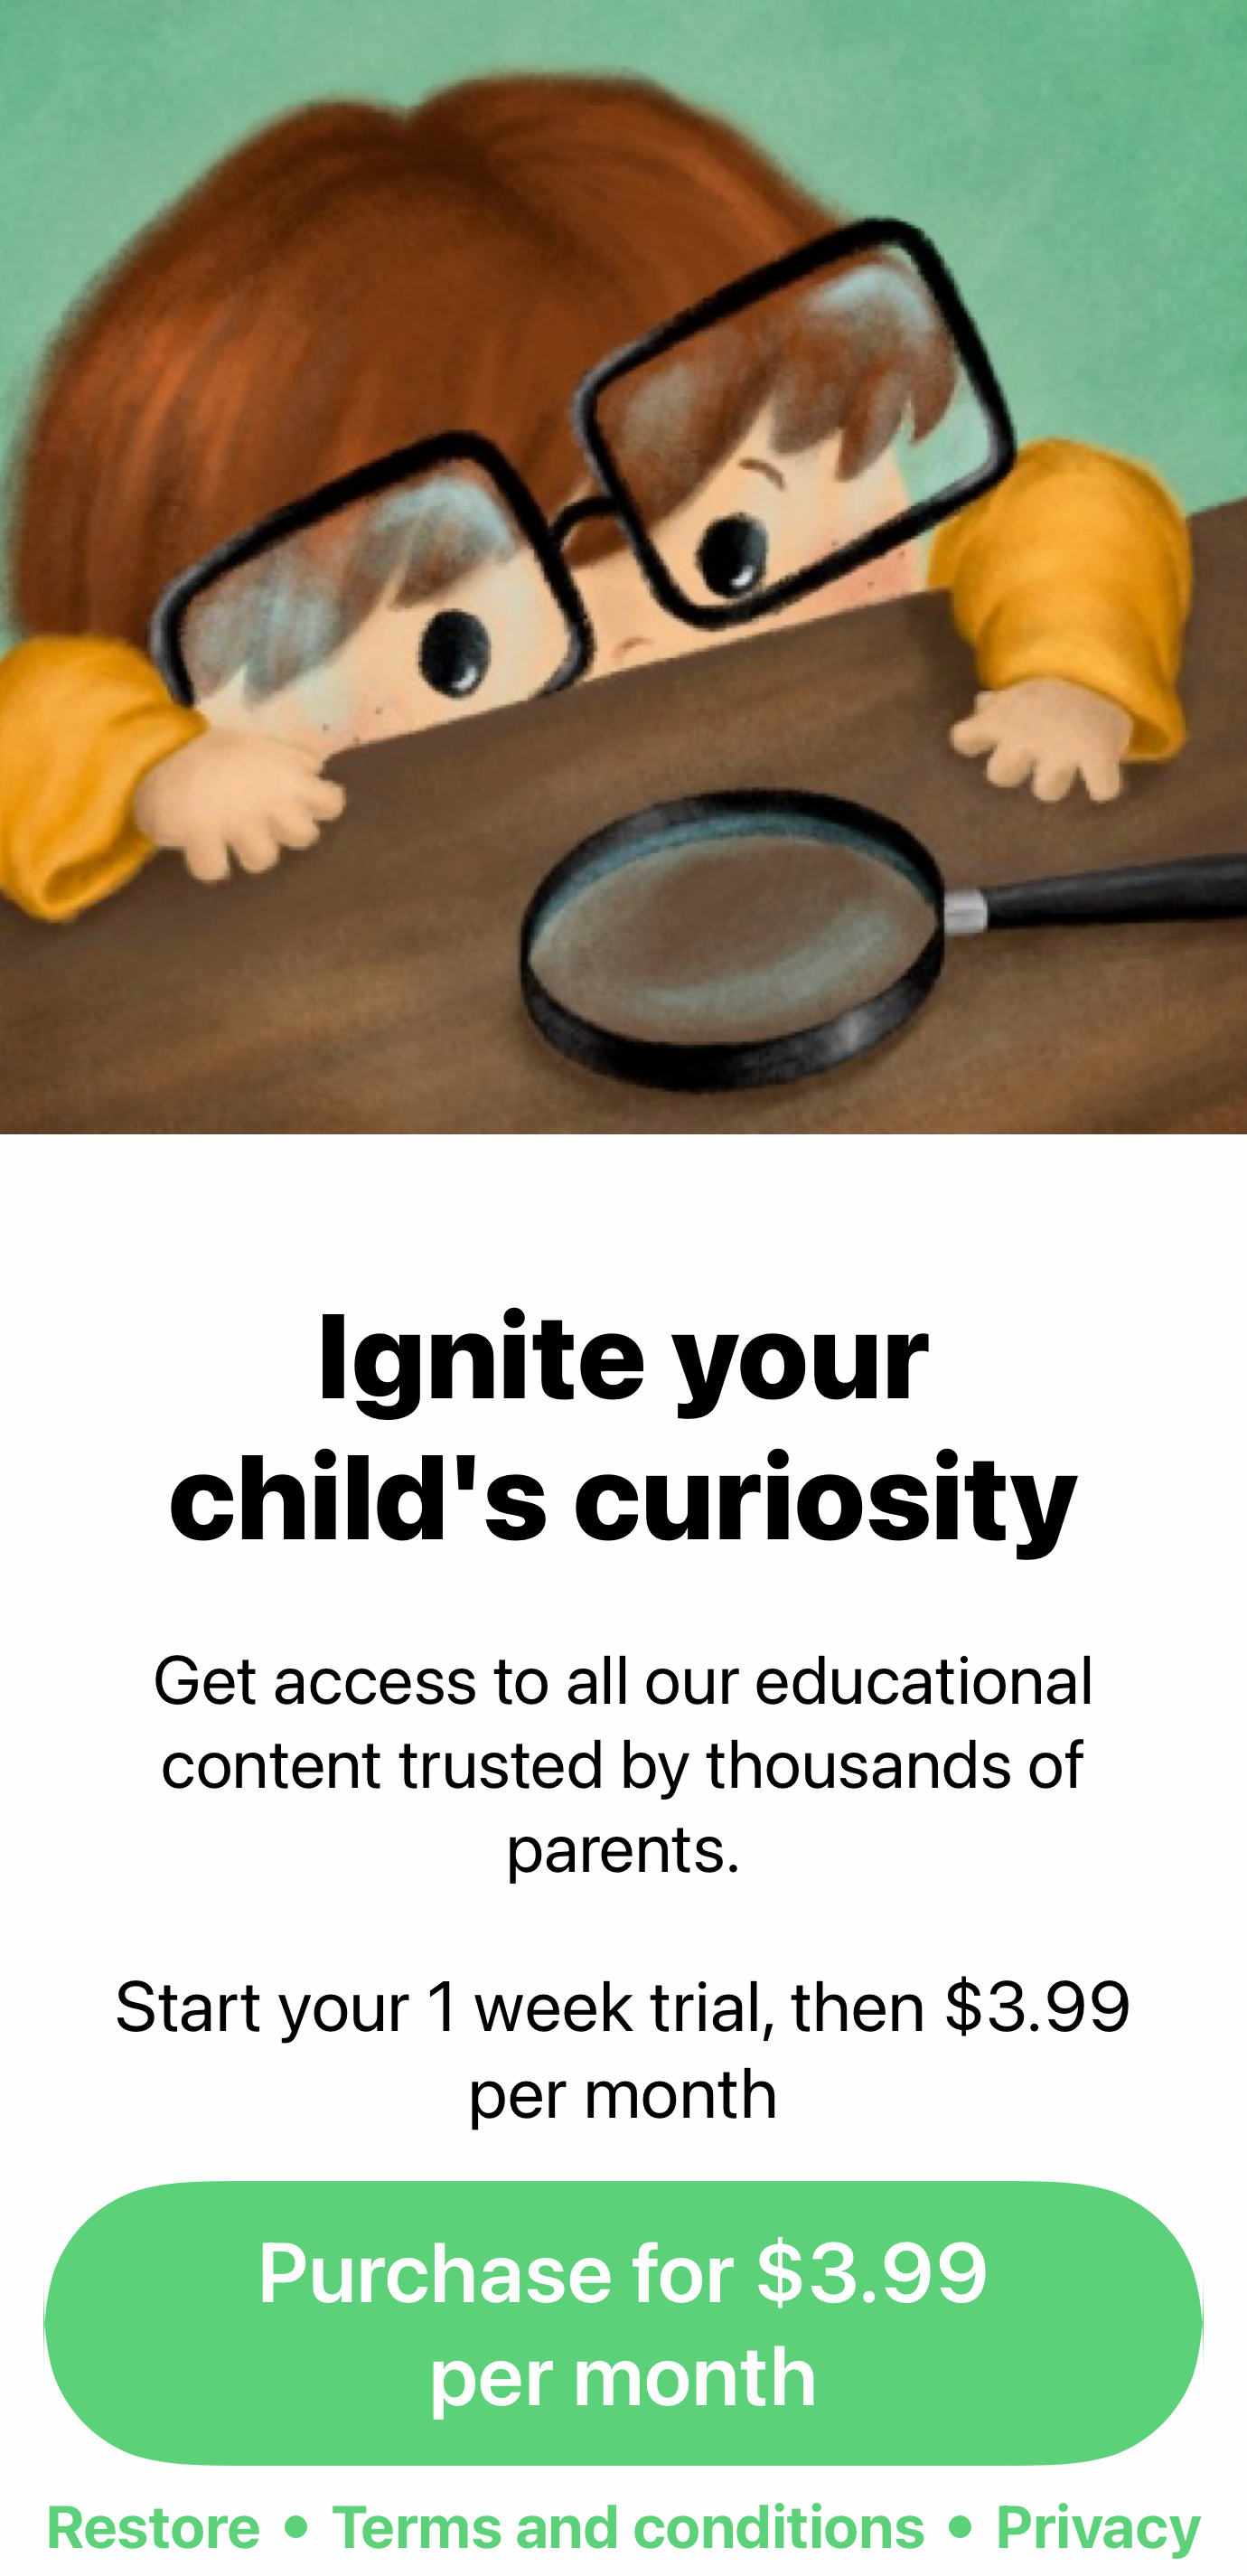 Ignite your
child's curiosity
Get access to all our educational
content trusted by thousands of
parents.
Start your 1 week trial, then $3.99
per month
Purchase for $3.99
per month
Restore • Terms and conditions • Privacy